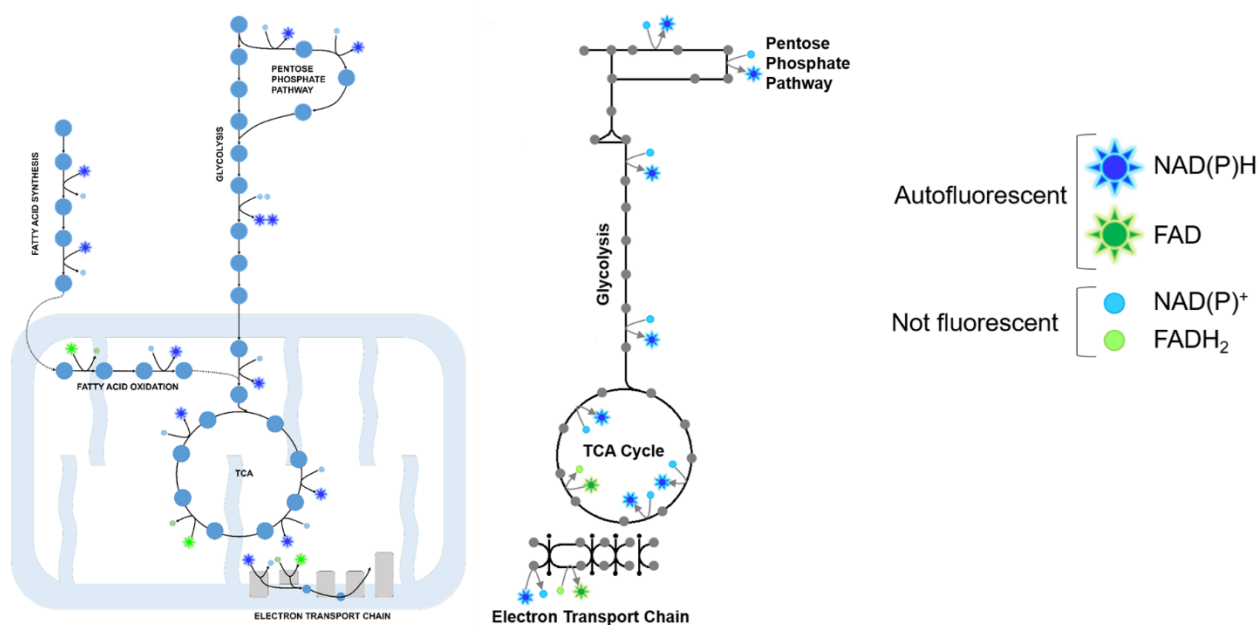 PENTOSE
PHOSPHATE
PATHWAY
GLYCOLYSIS
FATTY ACID SYNTHESIS
FATTY ACID OXIDATION
TCA
ELECTRON TRANSPORT CHAIN
Pentose
Phosphate
Pathway
Glycolysis
TCA Cycle
Electron Transport Chain
Autofluorescent
NAD(P)H
FAD
Not fluorescent
NAD(P)⁺
FADH₂